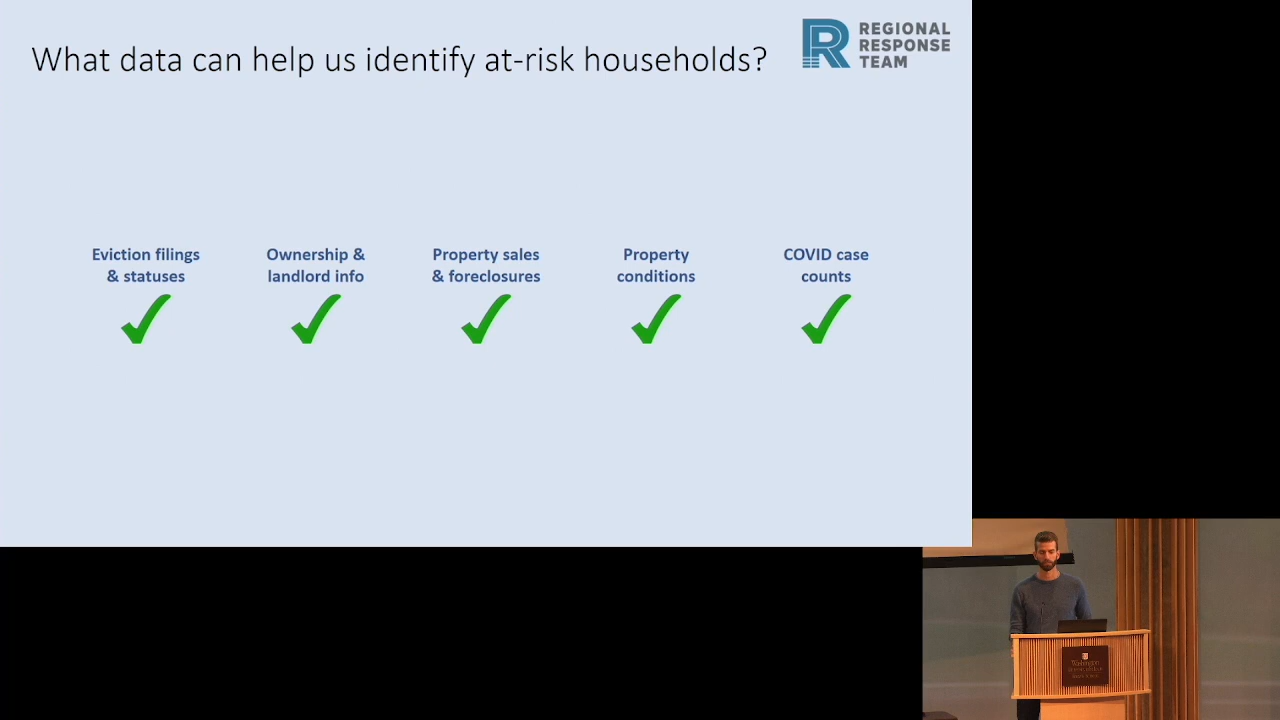 What data can help us identify at-risk households?
REGIONAL
RESPONSE
TEAM
Eviction filings
& statuses
Ownership &
landlord info
Property sales
& foreclosures
Property
conditions
COVID case
counts
Washington